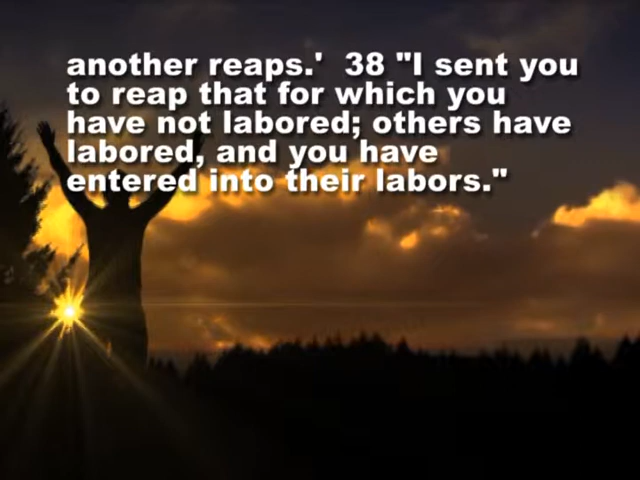 another reaps.'  38 "I sent you
to reap that for which you
have not labored; others have
labored, and you have
entered into their labors."